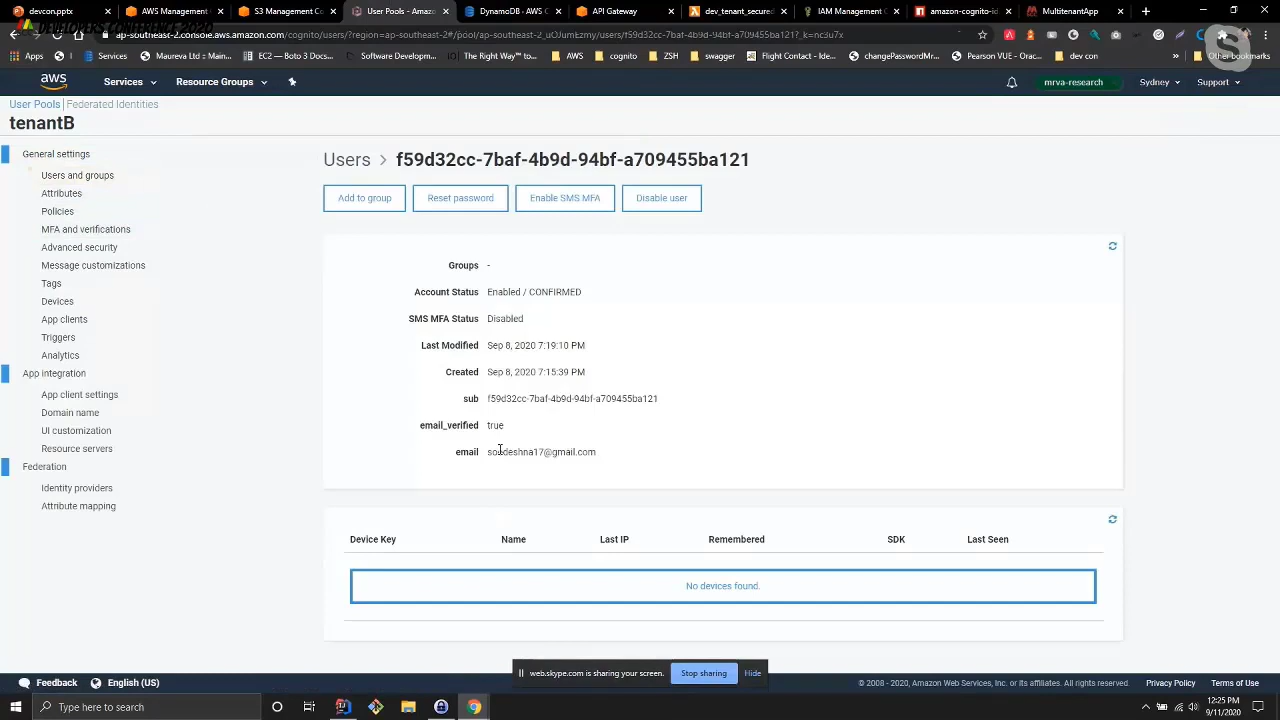 devcon.pptx
AWS Management
S3 Management Co
User Pools - Amaz
DynamoDB - AWS C
API Gateway
dev_tenant_secure
IAM Management C
amazon-cognito-id
MultitenantApp
DEVELOPERS CONFERENCE 2020
Apps
Services
Maureva Ltd :: Main...
EC2 — Boto 3 Docs...
Software Developm...
The Right Way™...
AWS
cognito
ZSH
swagger
Flight Contest - Ide...
changePasswordMr...
Pearson VUE - Orac...
dev con
Other bookmarks
aws
Services
Resource Groups
mrva-research
Sydney
Support
User Pools | Federated Identities
tenantB
General settings
Users and groups
Attributes
Policies
MFA and verifications
Advanced security
Message customizations
Tags
Devices
App clients
Triggers
Analytics
App integration
App client settings
Domain name
UI customization
Resource servers
Federation
Identity providers
Attribute mapping
Users > f59d32cc-7baf-4b9d-94bf-a709455ba121
Add to group
Reset password
Enable SMS MFA
Disable user
Groups -
Account Status Enabled / CONFIRMED
SMS MFA Status Disabled
Last Modified Sep 8, 2020 7:19:10 PM
Created Sep 8, 2020 7:15:39 PM
sub f59d32cc-7baf-4b9d-94bf-a709455ba121
email_verified true
email
Device Key Name Last IP Remembered SDK Last Seen
No devices found.
web.skype.com is sharing your screen.
Stop sharing
Hide
Feedback
English (US)
© 2008 - 2020, Amazon Web Services, Inc. or its affiliates. All rights reserved.
Privacy Policy
Terms of Use
Type here to search
12:25 PM
9/11/2020